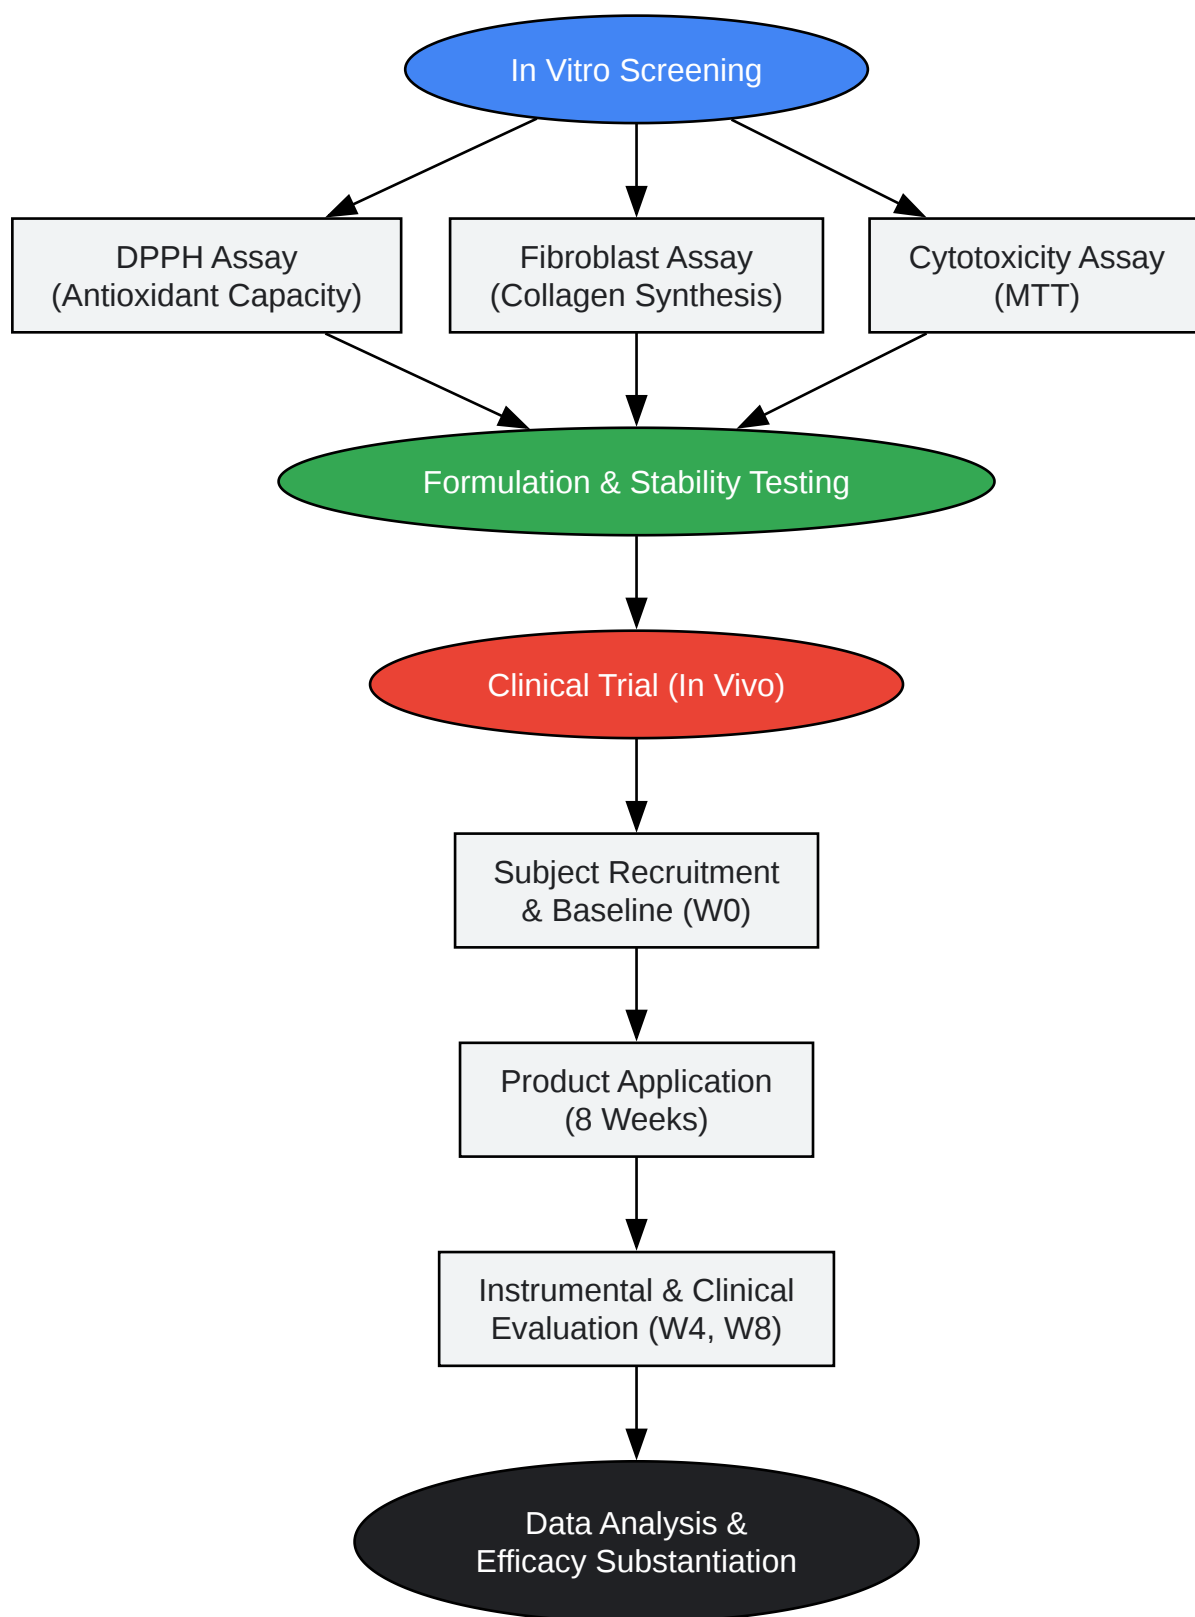 In Vitro Screening
DPPH Assay
(Antioxidant Capacity)
Fibroblast Assay
(Collagen Synthesis)
Cytotoxicity Assay
(MTT)
Formulation & Stability Testing
Clinical Trial (In Vivo)
Subject Recruitment
& Baseline (W0)
Product Application
(8 Weeks)
Instrumental & Clinical
Evaluation (W4, W8)
Data Analysis &
Efficacy Substantiation